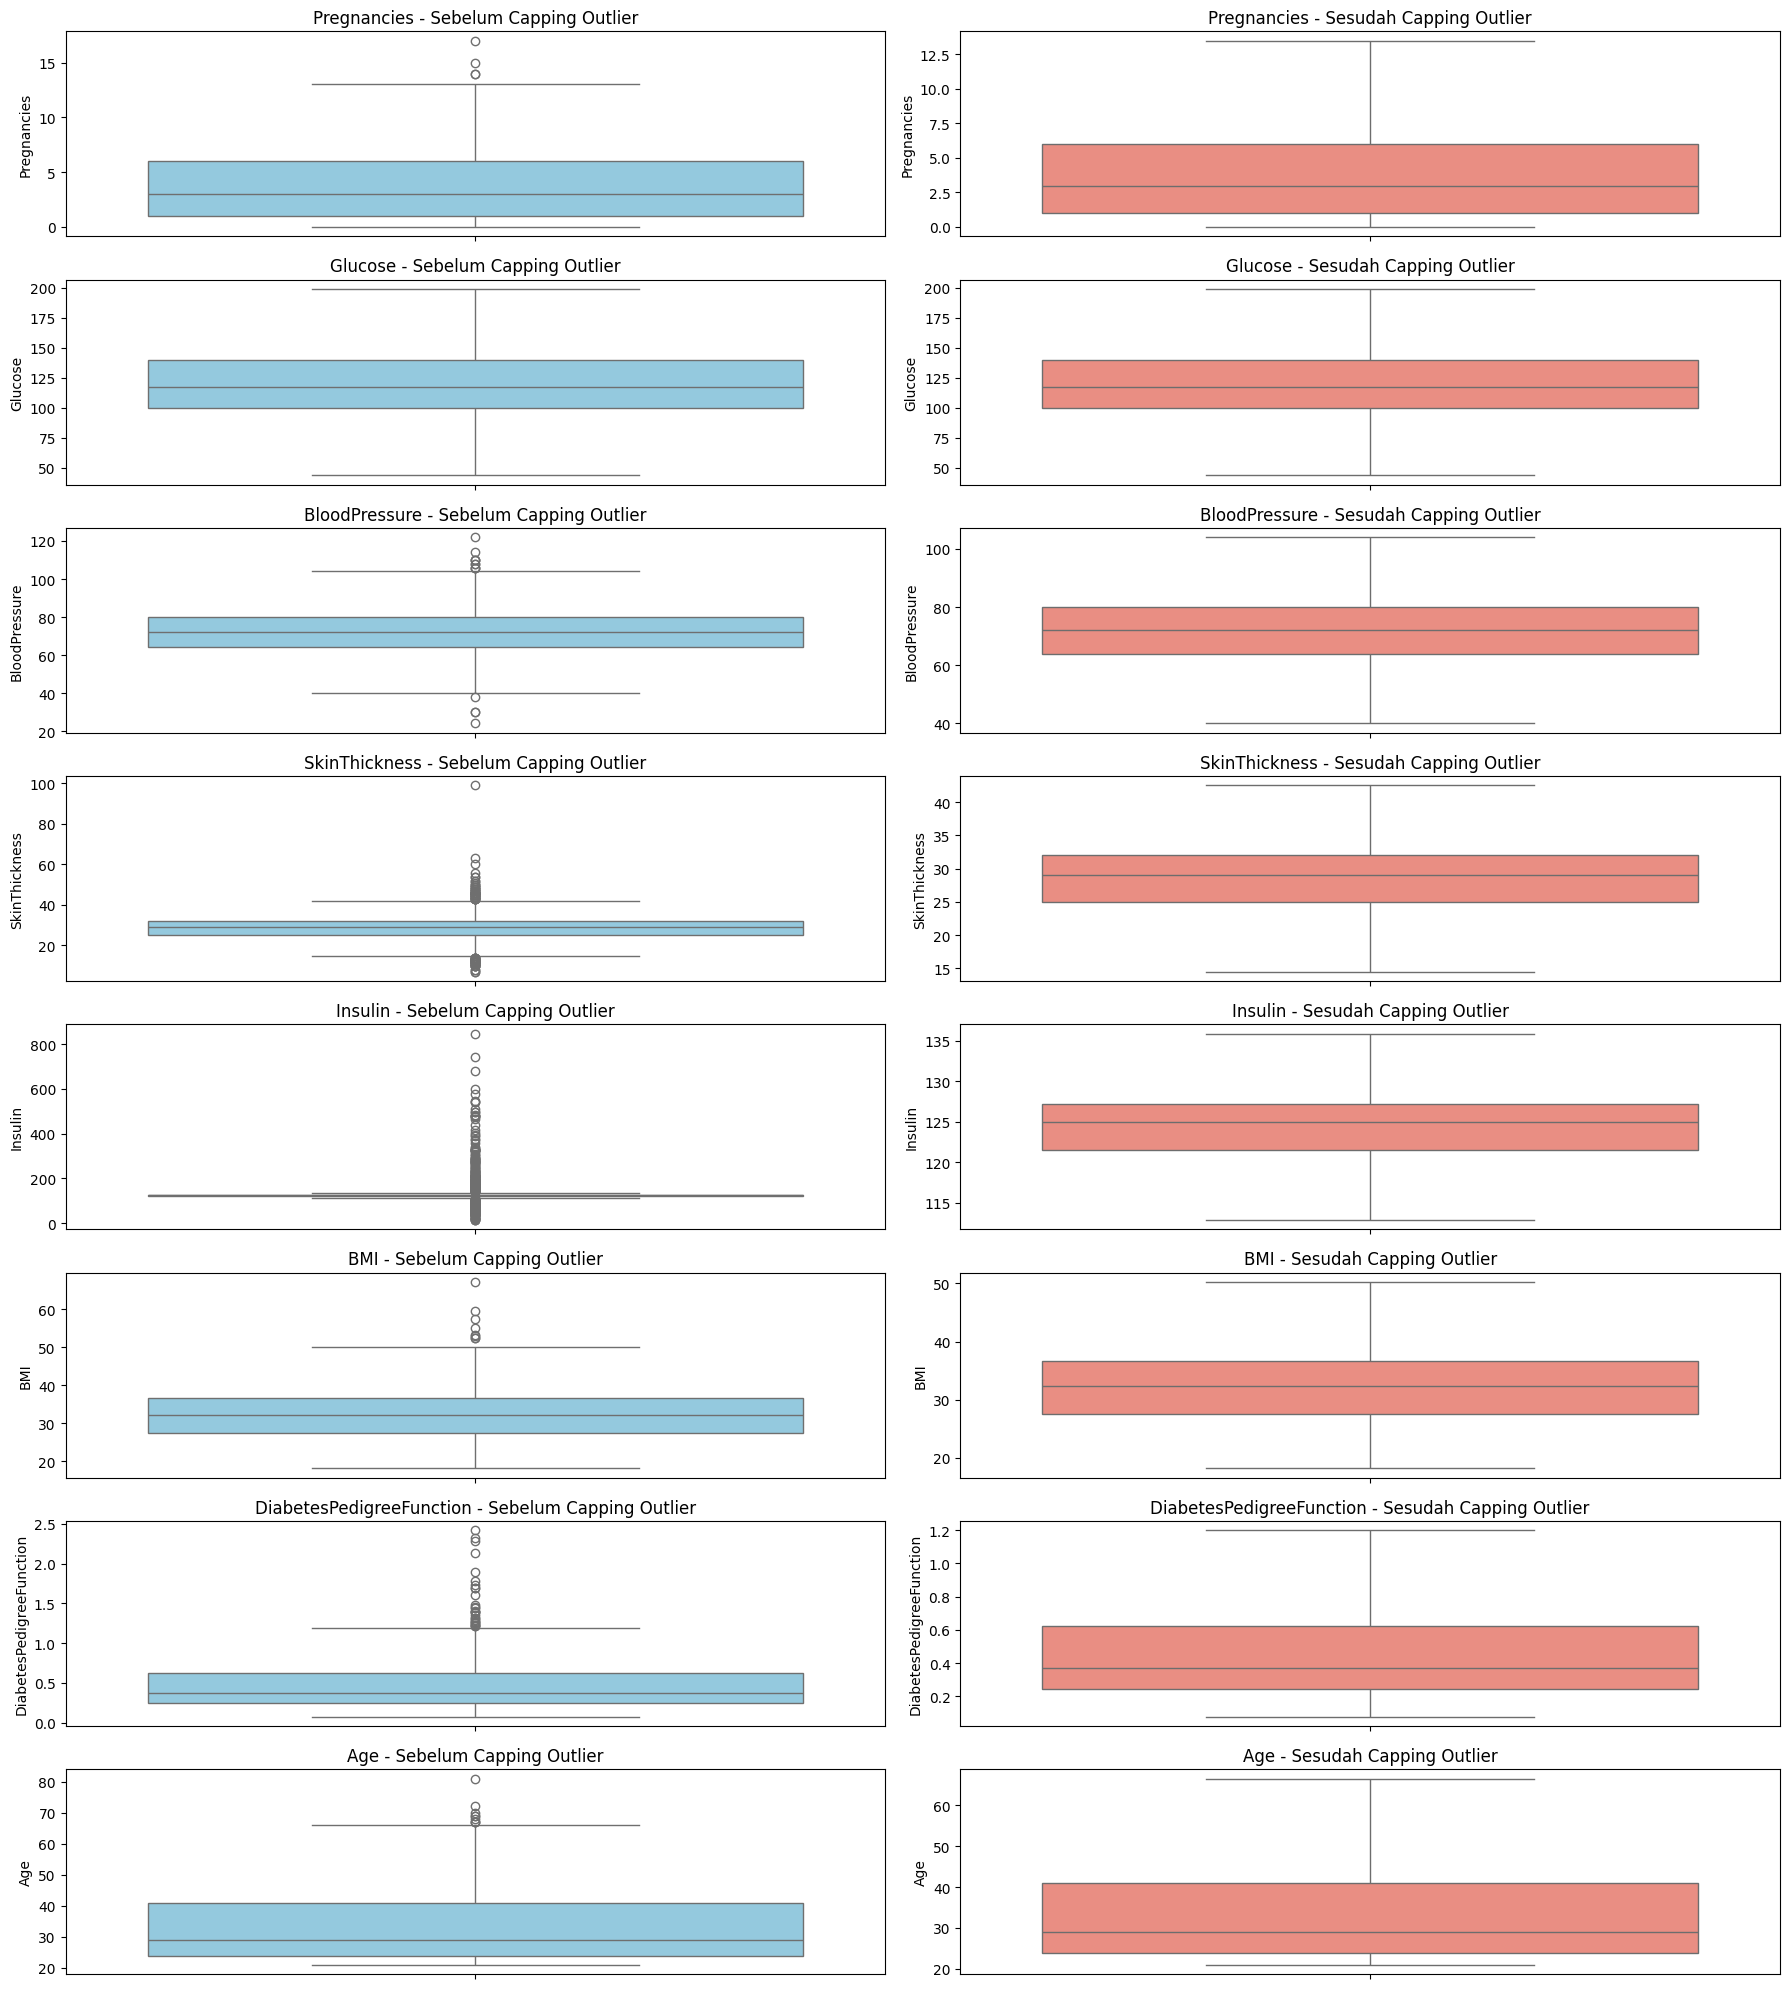 Pregnancies - Sebelum Capping Outlier
Pregnancies
15
10
5
0
Pregnancies - Sesudah Capping Outlier
Pregnancies
12.5
10.0
7.5
5.0
2.5
0.0
Glucose - Sebelum Capping Outlier
Glucose
200
175
150
125
100
75
50
Glucose - Sesudah Capping Outlier
Glucose
200
175
150
125
100
75
50
BloodPressure - Sebelum Capping Outlier
BloodPressure
120
100
80
60
40
20
BloodPressure - Sesudah Capping Outlier
BloodPressure
100
80
60
40
SkinThickness - Sebelum Capping Outlier
SkinThickness
100
80
60
40
20
SkinThickness - Sesudah Capping Outlier
SkinThickness
40
35
30
25
20
15
Insulin - Sebelum Capping Outlier
Insulin
800
600
400
200
0
Insulin - Sesudah Capping Outlier
Insulin
135
130
125
120
115
BMI - Sebelum Capping Outlier
BMI
60
50
40
30
20
BMI - Sesudah Capping Outlier
BMI
50
40
30
20
DiabetesPedigreeFunction - Sebelum Capping Outlier
DiabetesPedigreeFunction
2.5
2.0
1.5
1.0
0.5
0.0
DiabetesPedigreeFunction - Sesudah Capping Outlier
DiabetesPedigreeFunction
1.2
1.0
0.8
0.6
0.4
0.2
Age - Sebelum Capping Outlier
Age
80
70
60
50
40
30
20
Age - Sesudah Capping Outlier
Age
60
50
40
30
20